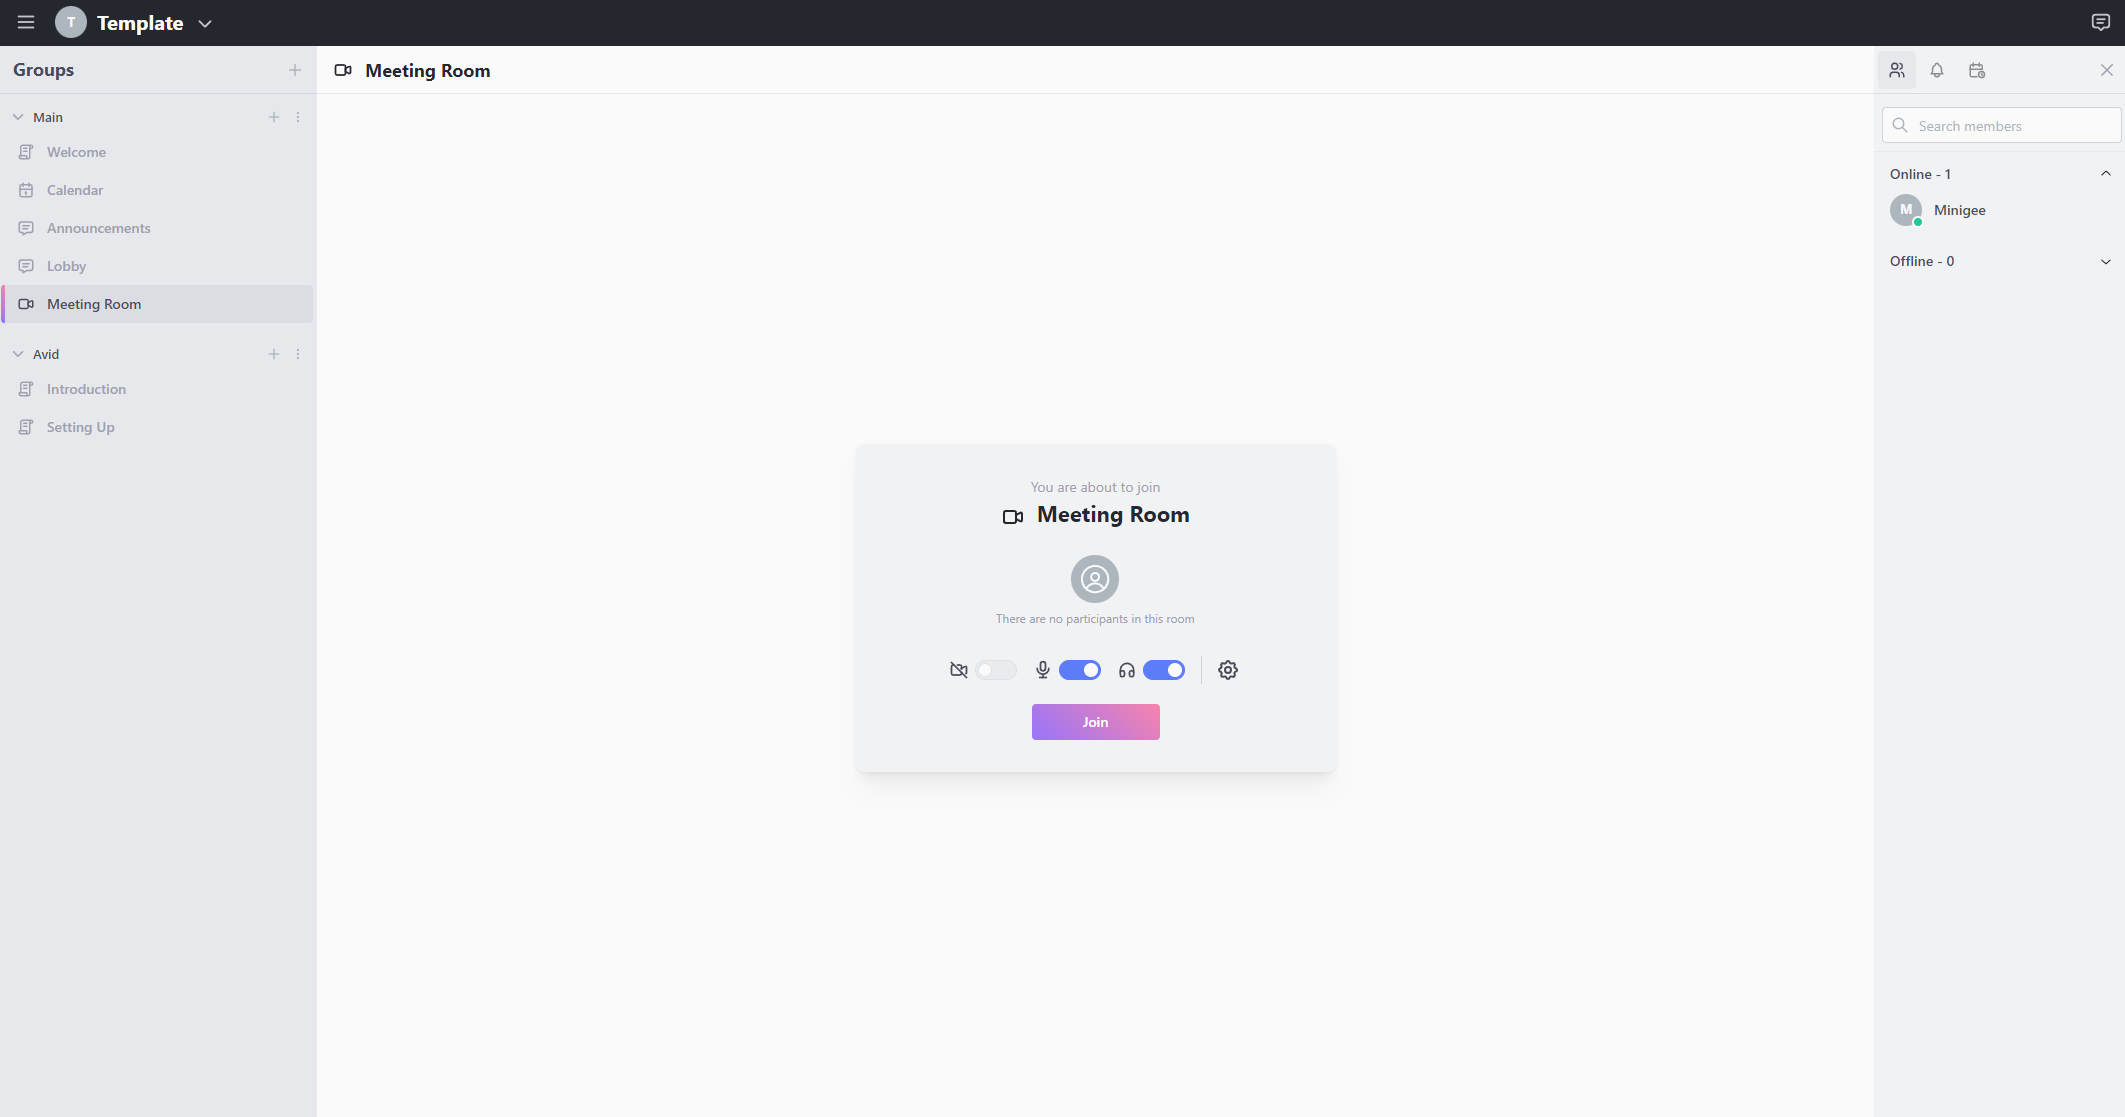 T Template
Groups
Main
Welcome
Calendar
Announcements
Lobby
Meeting Room
Avid
Introduction
Setting Up
Meeting Room
You are about to join
Meeting Room
There are no participants in this room
Join
Search members
Online - 1
M Minigee
Offline - 0